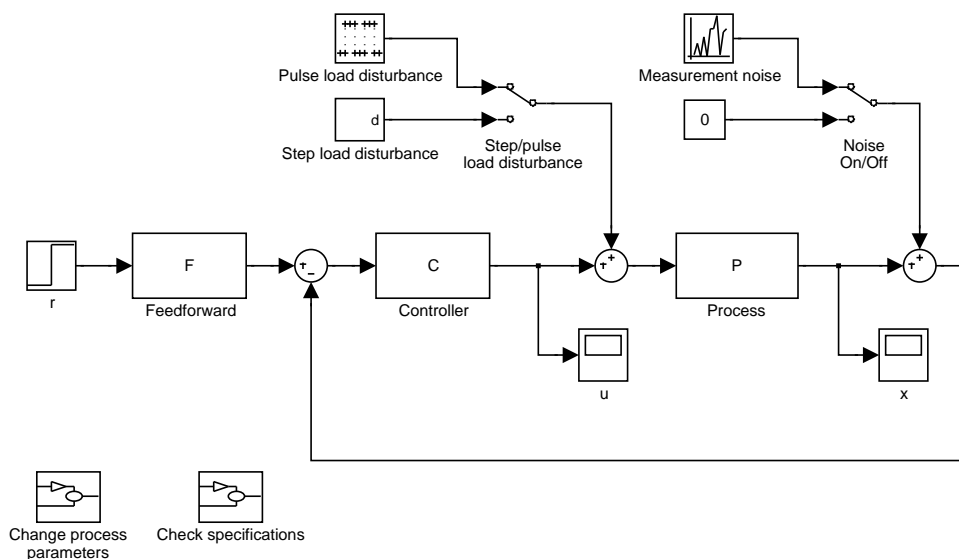 Pulse load disturbance
Measurement noise
d
Step load disturbance
Step/pulse
load disturbance
0
Noise
On/Off
F
C
P
r
Feedforward
Controller
Process
u
x
Change process
parameters
Check specifications